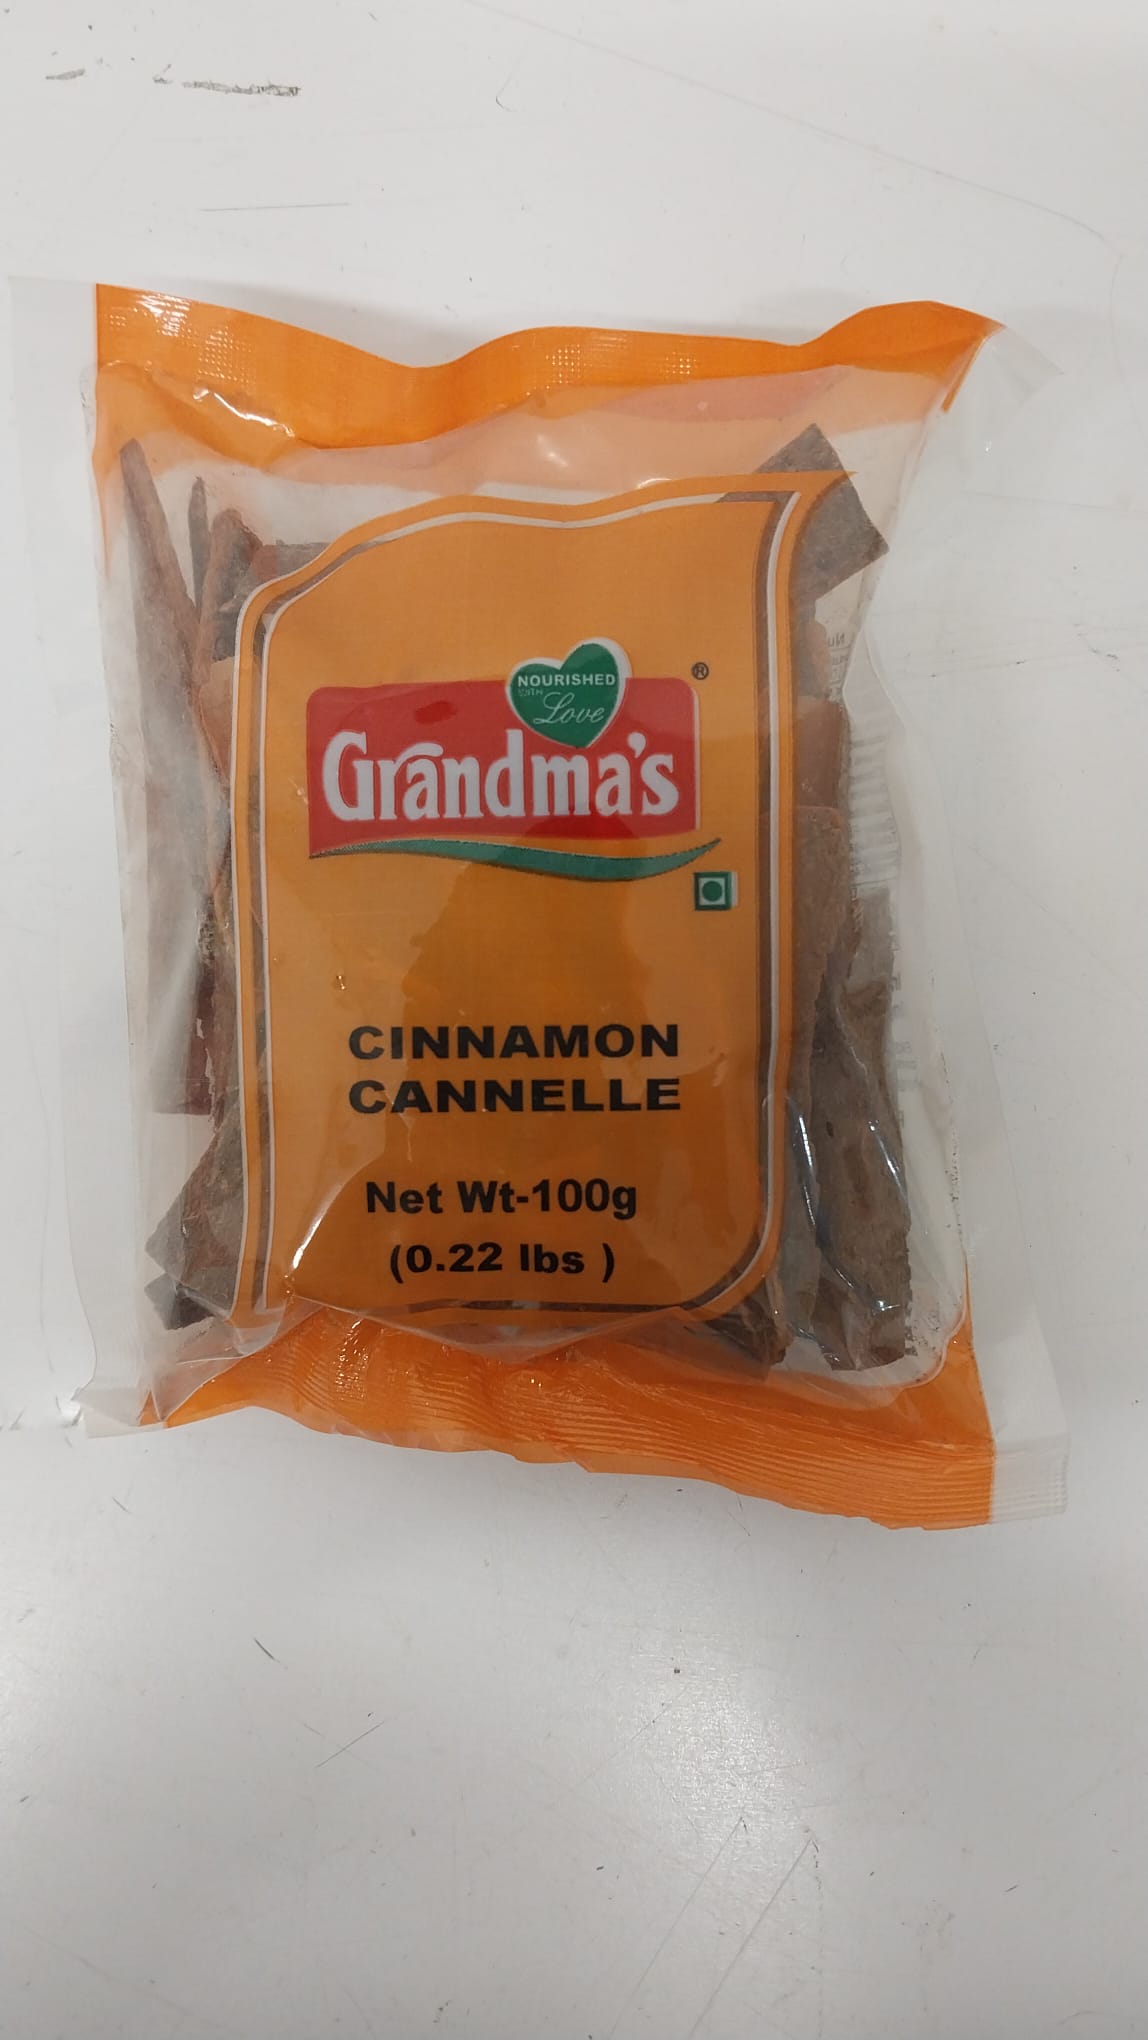 NOURISHED
WITH
Love
®
Grandma's
CINNAMON
CANNELLE
Net Wt-100g
(0.22 lbs )